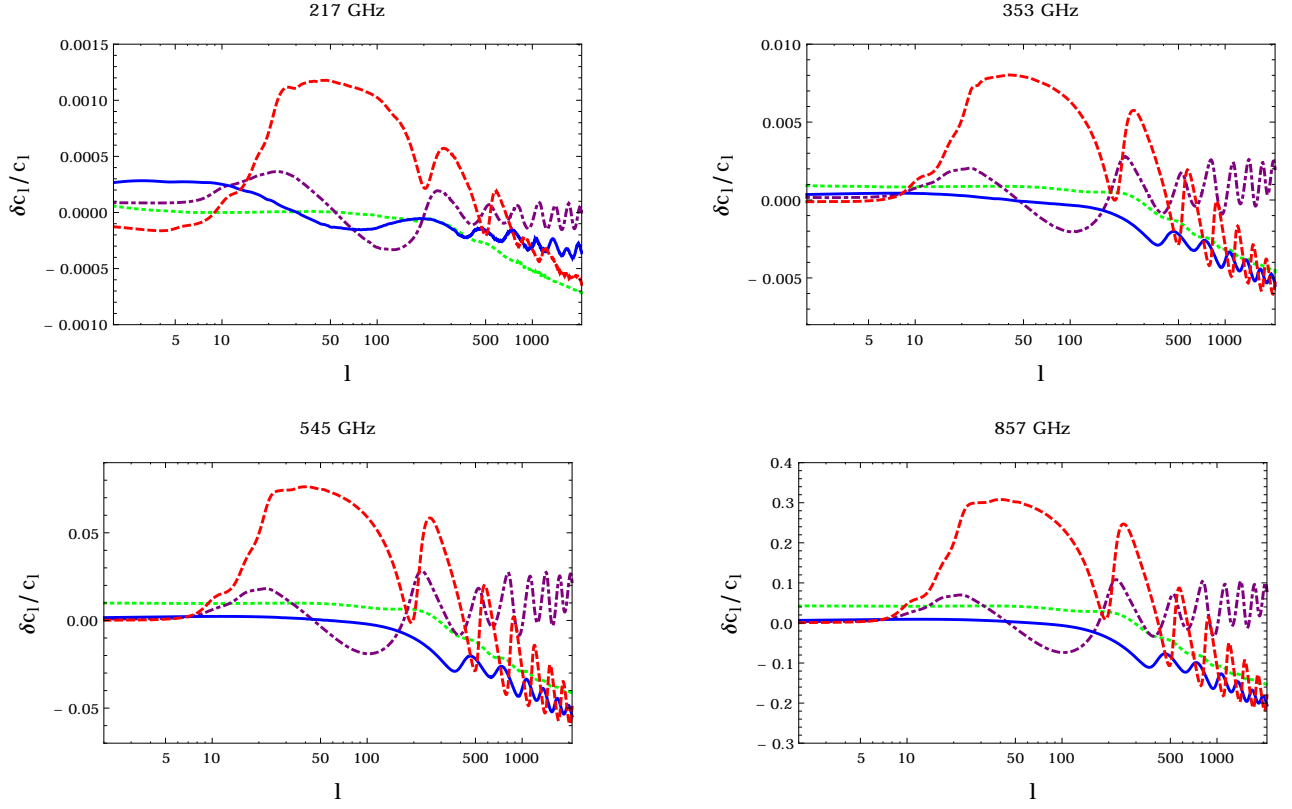 217 GHz
0.0015
0.0010
0.0005
0.0000
− 0.0005
− 0.0010
δc_l / c_l
5 10 50 100 500 1000
l
353 GHz
0.010
0.005
0.000
− 0.005
δc_l / c_l
5 10 50 100 500 1000
l
545 GHz
0.05
0.00
− 0.05
δc_l / c_l
5 10 50 100 500 1000
l
857 GHz
0.4
0.3
0.2
0.1
0.0
− 0.1
− 0.2
− 0.3
δc_l / c_l
5 10 50 100 500 1000
l